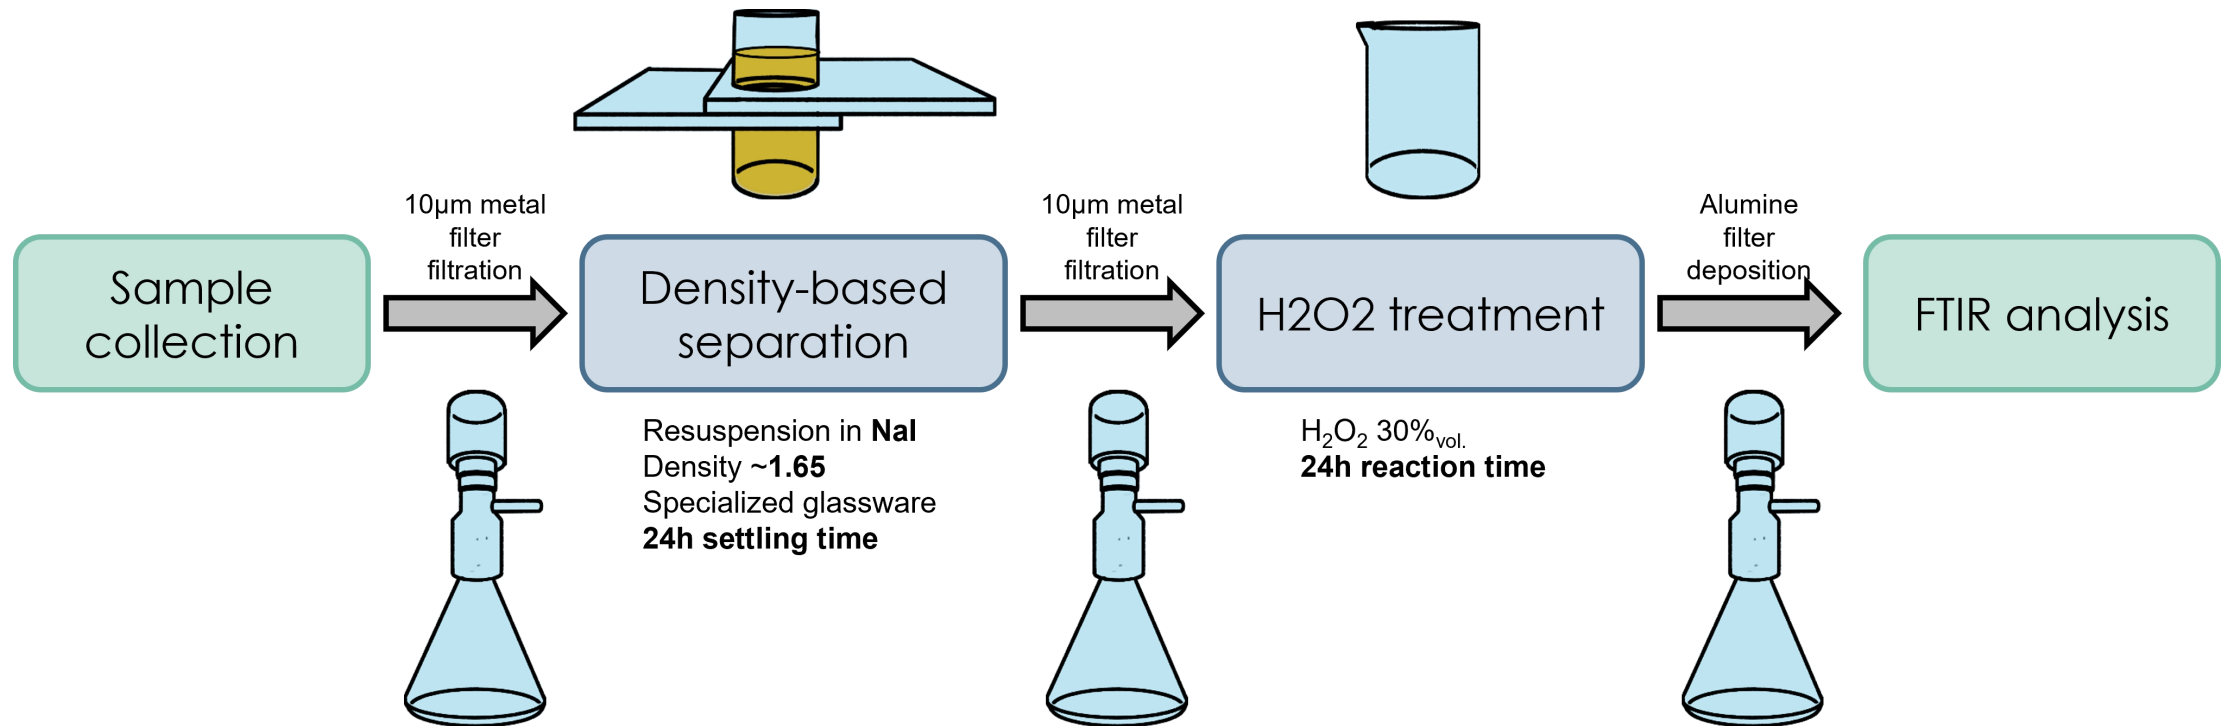 Sample
collection
10µm metal
filter
filtration
Density-based
separation
Resuspension in NaI
Density ~1.65
Specialized glassware
24h settling time
10µm metal
filter
filtration
H2O2 treatment
H₂O₂ 30%vol.
24h reaction time
Alumine
filter
deposition
FTIR analysis